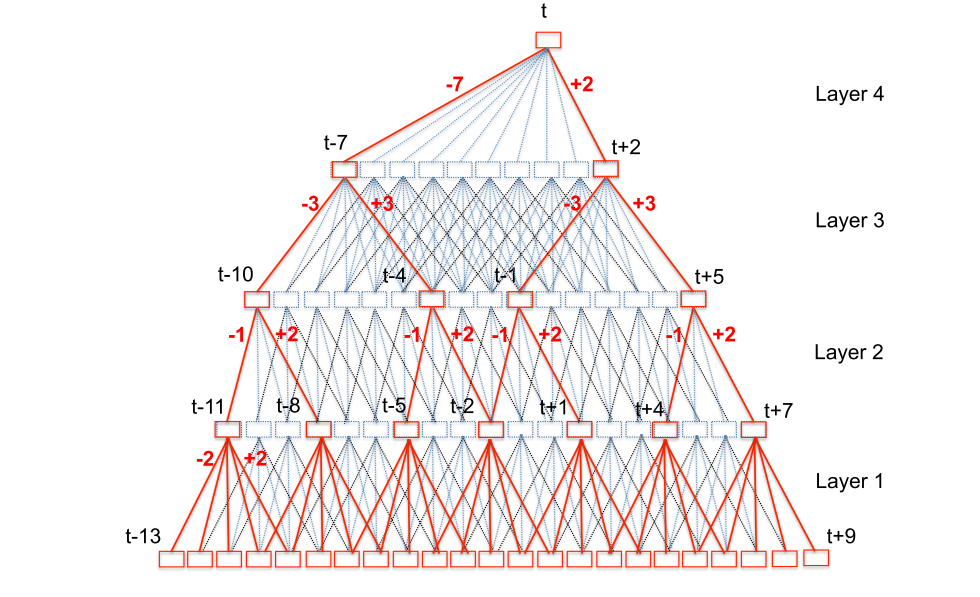 t
-7 +2
Layer 4
t-7 t+2
-3 +3 -3 +3
Layer 3
t-10 t-4 t-1 t+5
-1 +2 -1 +2 -1 +2 -1 +2
Layer 2
t-11 t-8 t-5 t-2 t+1 t+4 t+7
-2 +2
Layer 1
t-13 t+9